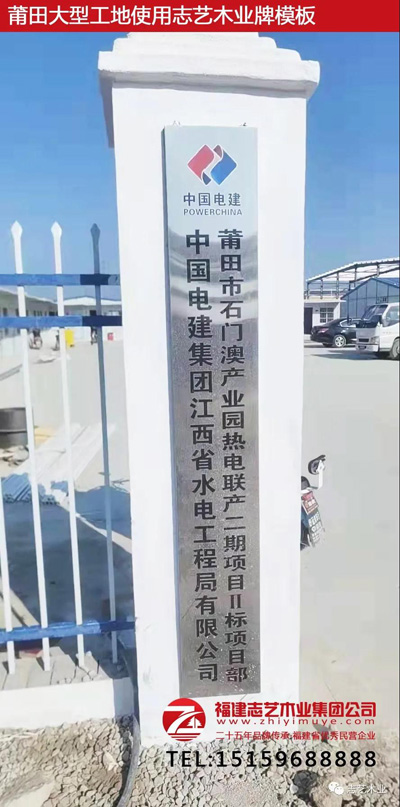 莆田大型工地使用志艺木业牌模板
中国电建
POWERCHINA
莆田市石门澳产业园热电联产二期项目II标项目部
中国电建集团江西省水电工程局有限公司
福建志艺木业集团公司
www.zhiyimuye.com
二十五年品牌传承,福建省优秀民营企业
TEL:15159688888
志艺木业